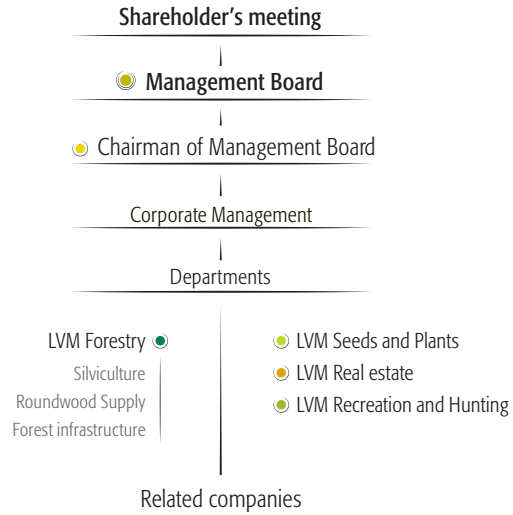 Shareholder's meeting
Management Board
Chairman of Management Board
Corporate Management
Departments
LVM Forestry
Silviculture
Roundwood Supply
Forest infrastructure
LVM Seeds and Plants
LVM Real estate
LVM Recreation and Hunting
Related companies